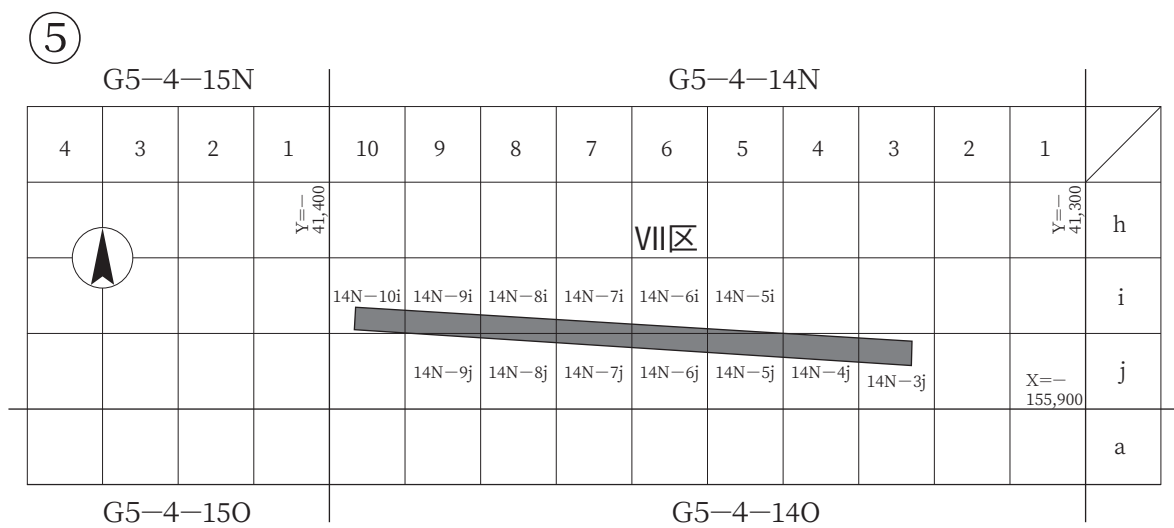 ⑤
G5−4−15N
G5−4−14N
4 3 2 1 10 9 8 7 6 5 4 3 2 1
Y=−
41,400
Y=−
41,300
h
Ⅶ区
14N−10i 14N−9i 14N−8i 14N−7i 14N−6i 14N−5i
i
14N−9j 14N−8j 14N−7j 14N−6j 14N−5j 14N−4j 14N−3j
j
X=−
155,900
a
G5−4−15O
G5−4−14O